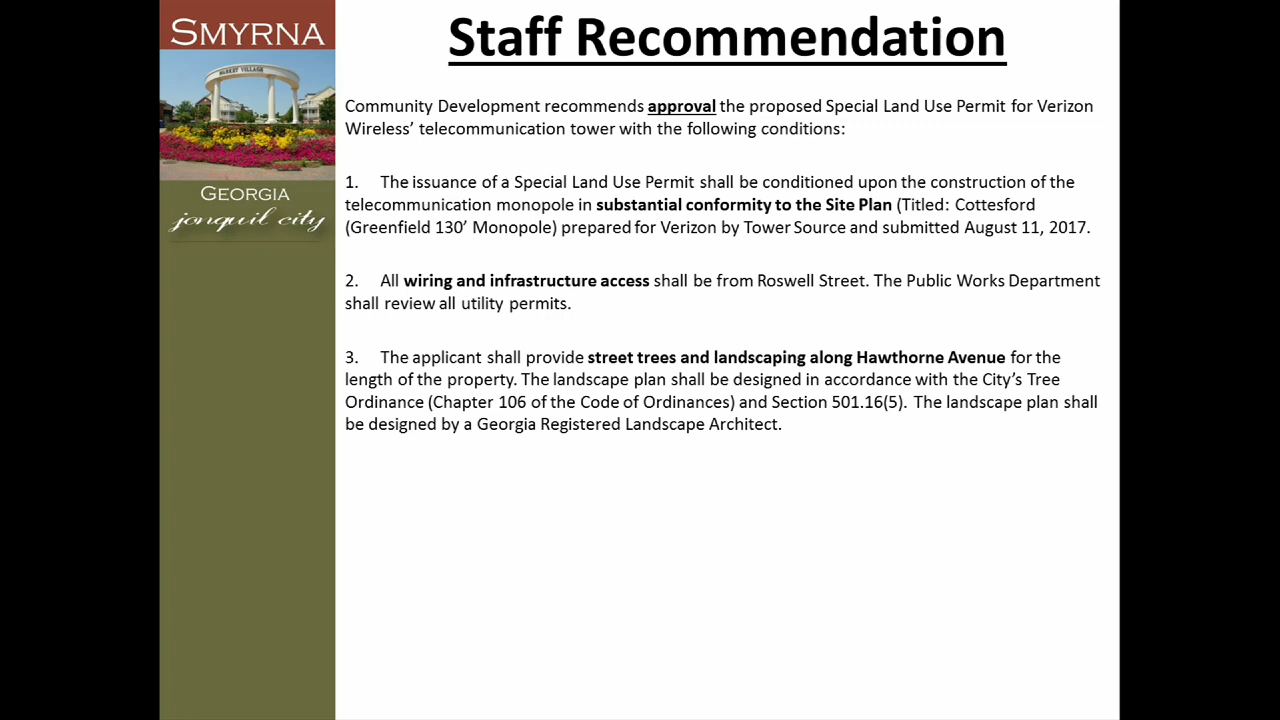 SMYRNA
MARKET VILLAGE
GEORGIA
jonquil city
Staff Recommendation
Community Development recommends approval the proposed Special Land Use Permit for Verizon
Wireless’ telecommunication tower with the following conditions:
1. The issuance of a Special Land Use Permit shall be conditioned upon the construction of the
telecommunication monopole in substantial conformity to the Site Plan (Titled: Cottesford
(Greenfield 130’ Monopole) prepared for Verizon by Tower Source and submitted August 11, 2017.
2. All wiring and infrastructure access shall be from Roswell Street. The Public Works Department
shall review all utility permits.
3. The applicant shall provide street trees and landscaping along Hawthorne Avenue for the
length of the property. The landscape plan shall be designed in accordance with the City’s Tree
Ordinance (Chapter 106 of the Code of Ordinances) and Section 501.16(5). The landscape plan shall
be designed by a Georgia Registered Landscape Architect.